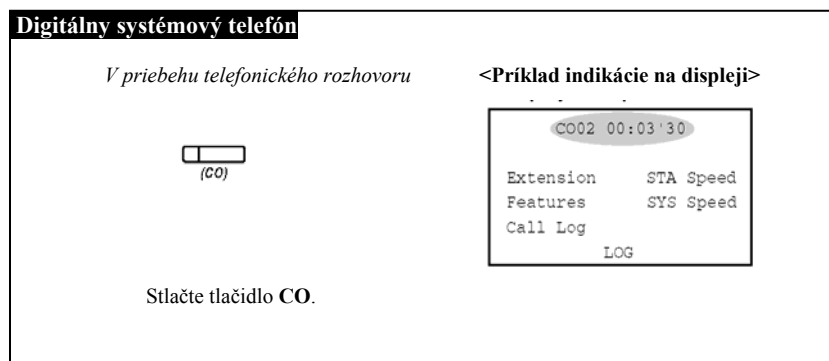 Digitálny systémový telefón
V priebehu telefonického rozhovoru
<Príklad indikácie na displeji>
CO02 00:03'30
(CO)
Extension STA Speed
Features SYS Speed
Call Log
LOG
Stlačte tlačidlo CO.